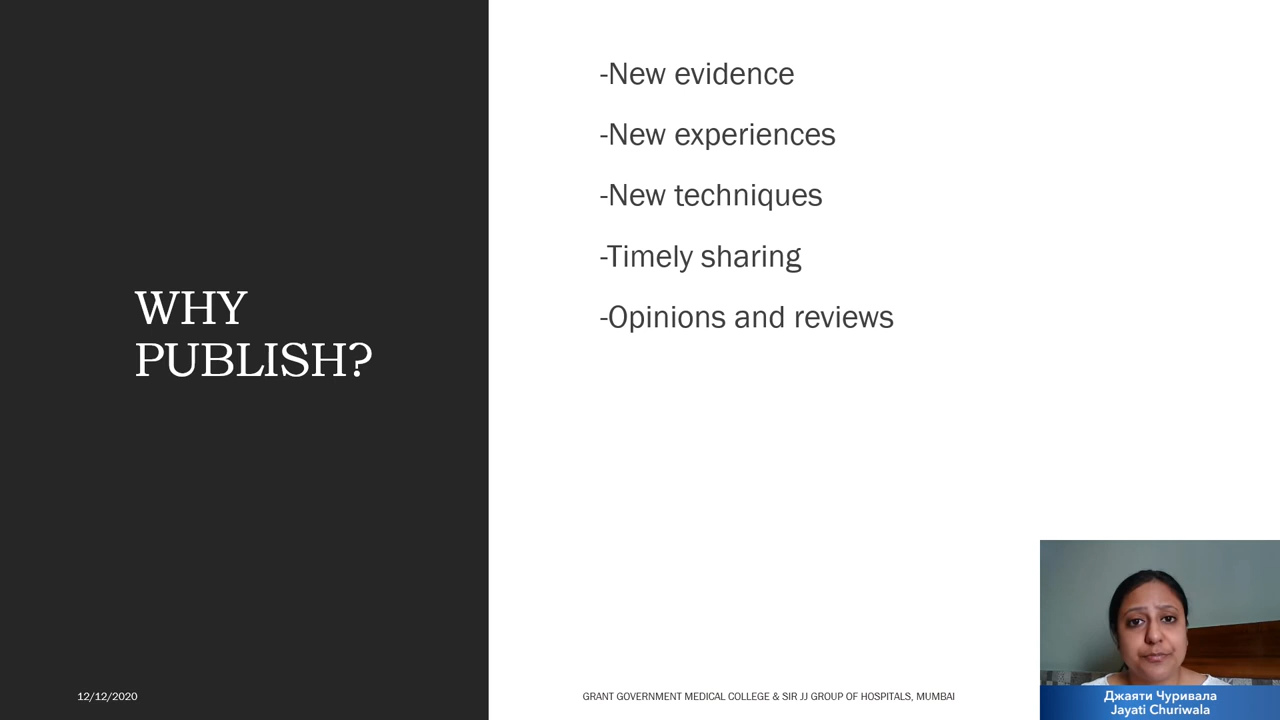 WHY
PUBLISH?
-New evidence
-New experiences
-New techniques
-Timely sharing
-Opinions and reviews
12/12/2020
GRANT GOVERNMENT MEDICAL COLLEGE & SIR JJ GROUP OF HOSPITALS, MUMBAI
Джаяти Чуривала
Jayati Churiwala